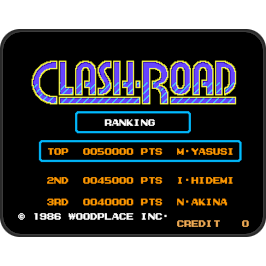 CLASH·ROAD
RANKING
TOP 0050000 PTS M·YASUSI
2ND 0045000 PTS I·HIDEMI
3RD 0040000 PTS N·AKINA
© 1986 WOODPLACE INC·
CREDIT 0